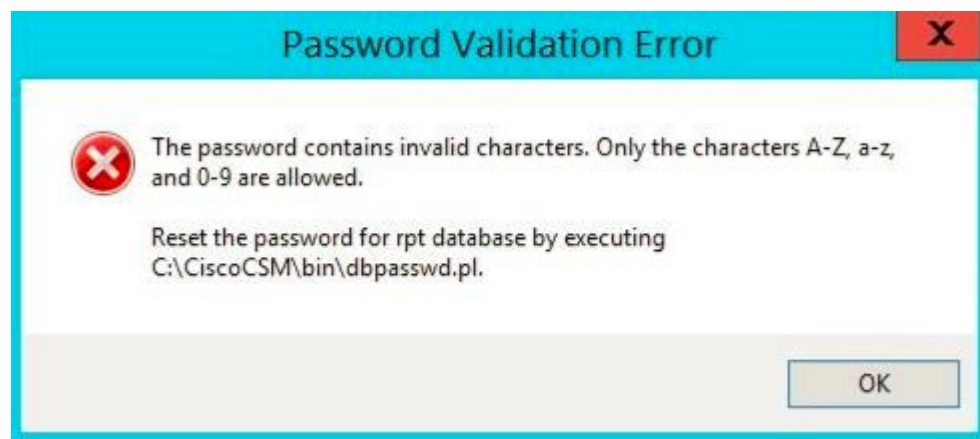 Password Validation Error
X
The password contains invalid characters. Only the characters A-Z, a-z,
and 0-9 are allowed.
Reset the password for rpt database by executing
C:\CiscoCSM\bin\dbpasswd.pl.
OK